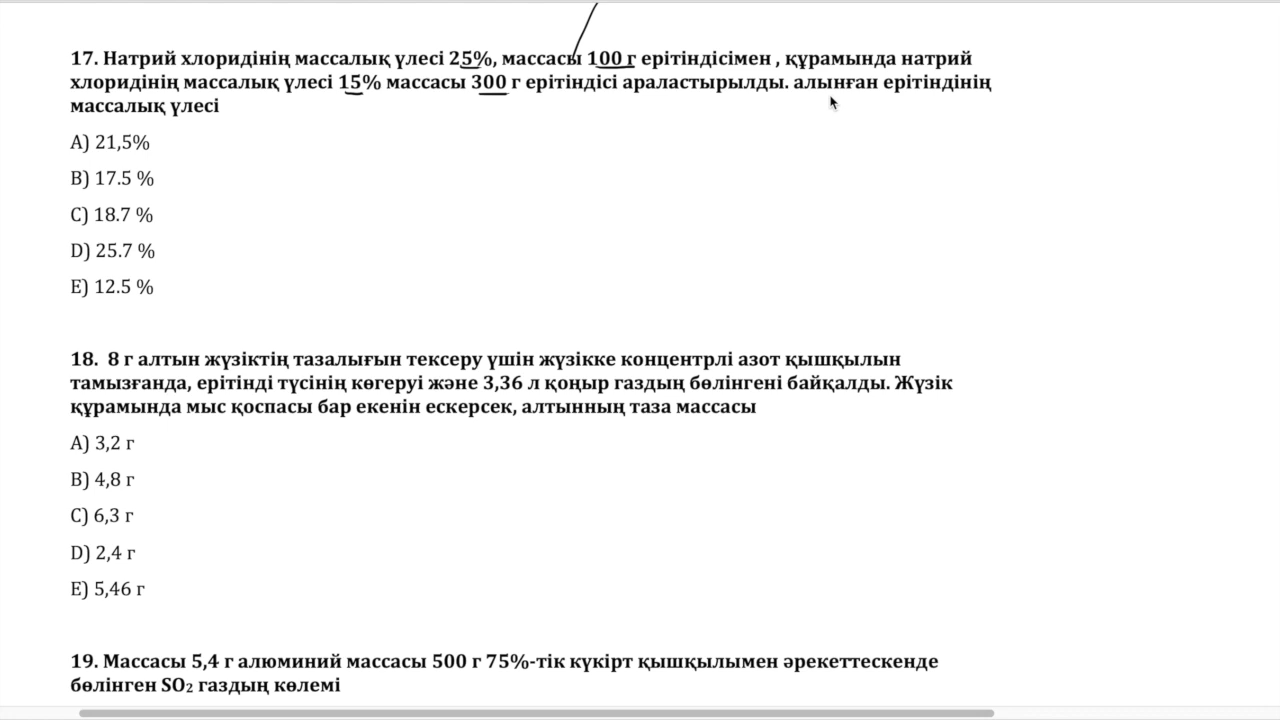 17. Натрий хлоридінің массалық үлесі 25%, массасы 100 г ерітіндісімен , құрамында натрий
хлоридінің массалық үлесі 15% массасы 300 г ерітіндісі араластырылды. алынған ерітіндінің
массалық үлесі
A) 21,5%
B) 17.5 %
C) 18.7 %
D) 25.7 %
E) 12.5 %
18. 8 г алтын жүзіктің тазалығын тексеру үшін жүзікке концентрлі азот қышқылын
тамызғанда, ерітінді түсінің көгеруі және 3,36 л қоңыр газдың бөлінгені байқалды. Жүзік
құрамында мыс қоспасы бар екенін ескерсек, алтынның таза массасы
A) 3,2 г
B) 4,8 г
C) 6,3 г
D) 2,4 г
E) 5,46 г
19. Массасы 5,4 г алюминий массасы 500 г 75%-тік күкірт қышқылымен әрекеттескенде
бөлінген SO₂ газдың көлемі